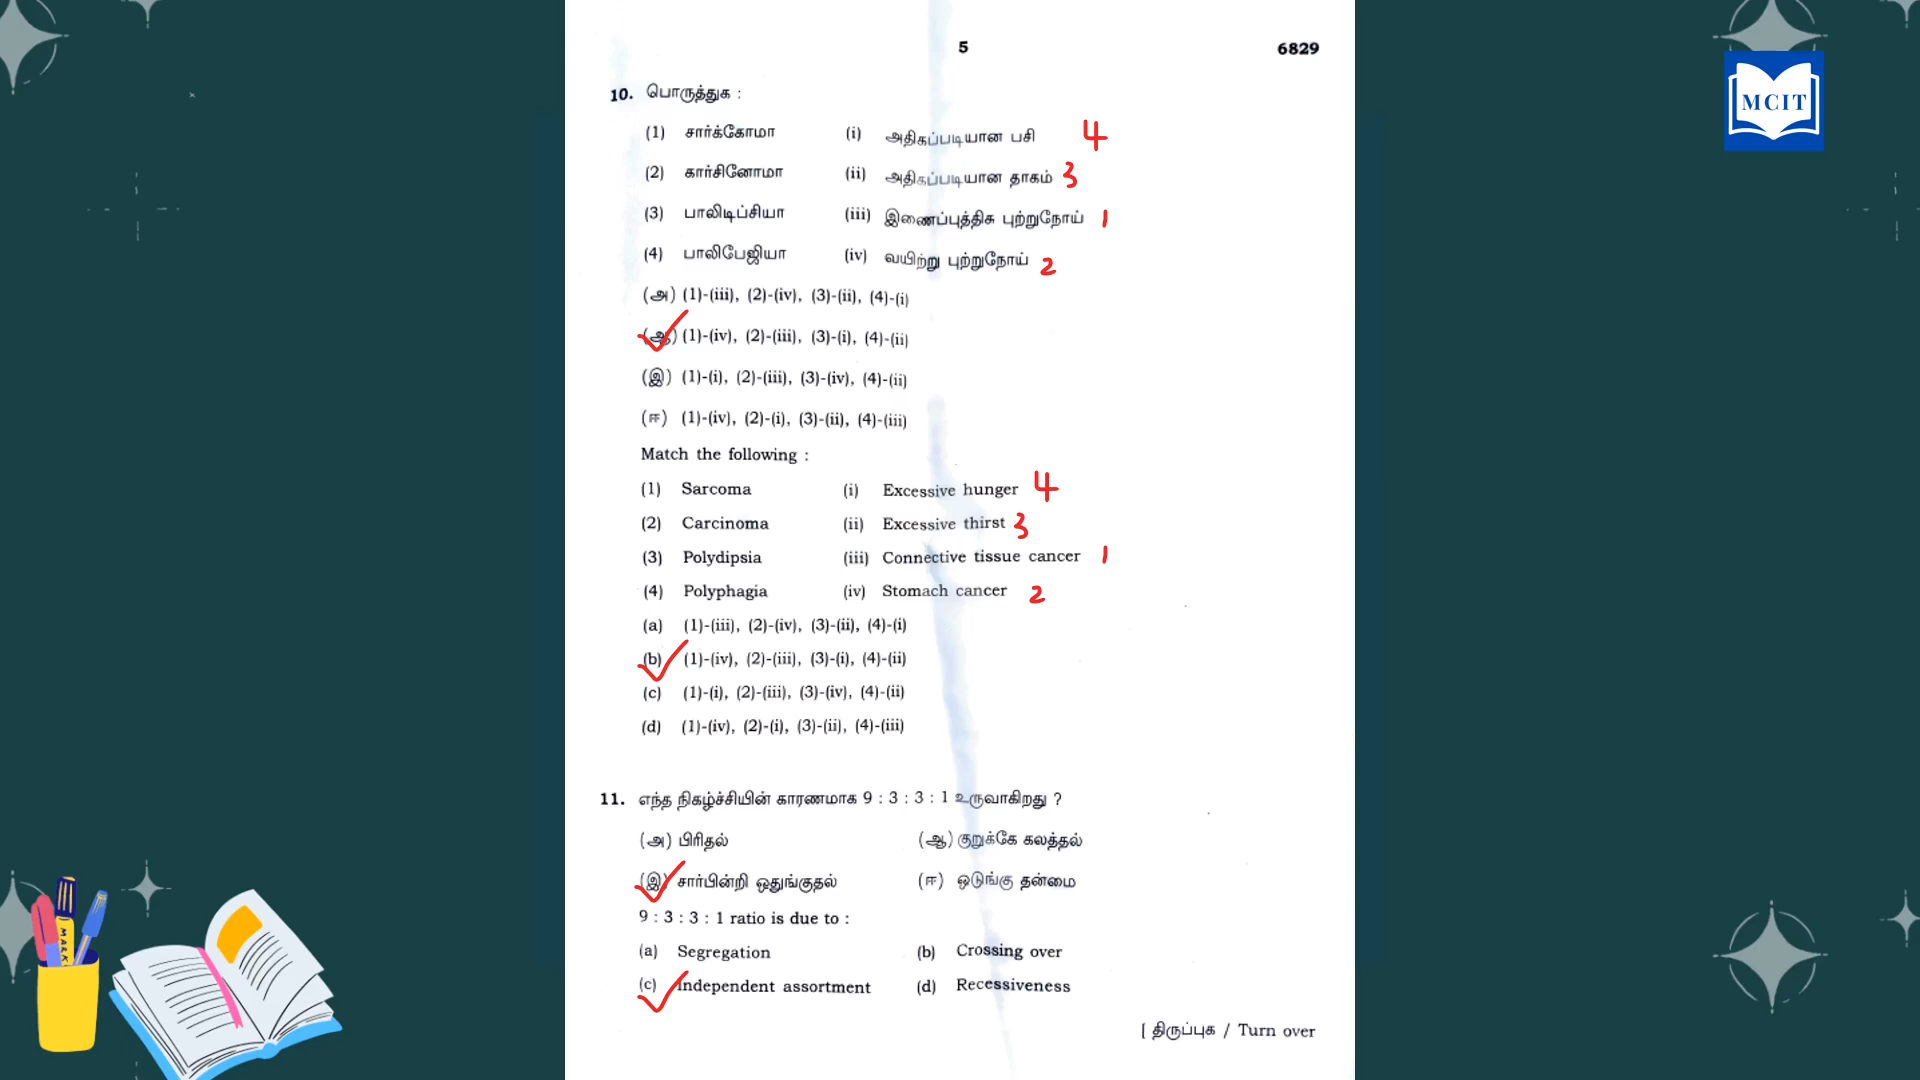 5 6829
MCIT
10. பொருத்துக :
(1) சார்க்கோமா (i) அதிகப்படியான பசி 4
(2) கார்சினோமா (ii) அதிகப்படியான தாகம் 3
(3) பாலிடிப்சியா (iii) இணைப்புத்திசு புற்றுநோய் 1
(4) பாலிபேஜியா (iv) வயிற்று புற்றுநோய் 2
(அ) (1)-(iii), (2)-(iv), (3)-(ii), (4)-(i)
(ஆ) (1)-(iv), (2)-(iii), (3)-(i), (4)-(ii)
(இ) (1)-(i), (2)-(iii), (3)-(iv), (4)-(ii)
(ஈ) (1)-(iv), (2)-(i), (3)-(ii), (4)-(iii)
Match the following :
(1) Sarcoma (i) Excessive hunger 4
(2) Carcinoma (ii) Excessive thirst 3
(3) Polydipsia (iii) Connective tissue cancer 1
(4) Polyphagia (iv) Stomach cancer 2
(a) (1)-(iii), (2)-(iv), (3)-(ii), (4)-(i)
(b) (1)-(iv), (2)-(iii), (3)-(i), (4)-(ii)
(c) (1)-(i), (2)-(iii), (3)-(iv), (4)-(ii)
(d) (1)-(iv), (2)-(i), (3)-(ii), (4)-(iii)
11. எந்த நிகழ்ச்சியின் காரணமாக 9 : 3 : 3 : 1 உருவாகிறது ?
(அ) பிரிதல் (ஆ) குறுக்கே கலத்தல்
(இ) சார்பின்றி ஒதுங்குதல் (ஈ) ஒடுங்கு தன்மை
9 : 3 : 3 : 1 ratio is due to :
(a) Segregation (b) Crossing over
(c) Independent assortment (d) Recessiveness
[ திருப்புக / Turn over
MARK